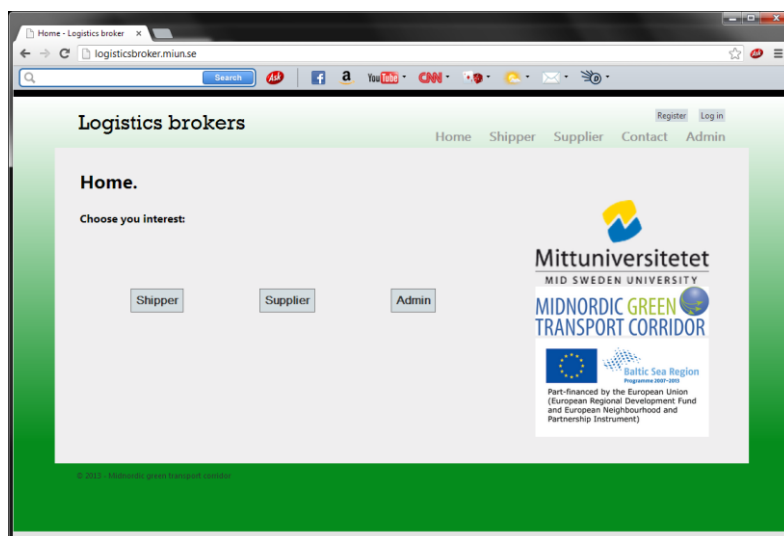 Home - Logistics broker
logisticsbroker.miun.se
Search
Ask
f
a
YouTube
CNN
Logistics brokers
Register Log in
Home Shipper Supplier Contact Admin
Home.
Choose you interest:
Shipper
Supplier
Admin
Mittuniversitetet
MID SWEDEN UNIVERSITY
MIDNORDIC GREEN
TRANSPORT CORRIDOR
Baltic Sea Region
Programme 2007-2013
Part-financed by the European Union
(European Regional Development Fund
and European Neighbourhood and
Partnership Instrument)
© 2013 - Midnordic green transport corridor